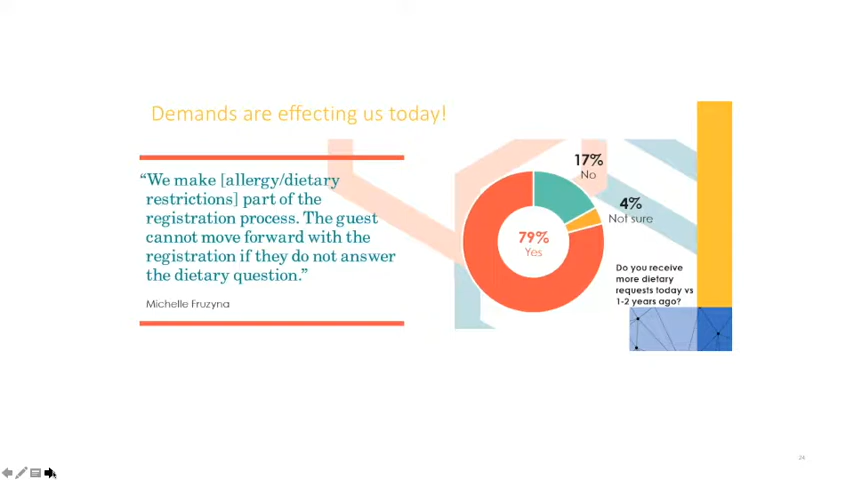 Demands are effecting us today!
“We make [allergy/dietary
restrictions] part of the
registration process. The guest
cannot move forward with the
registration if they do not answer
the dietary question.”
Michelle Fruzyna
17%
No
4%
Not sure
79%
Yes
Do you receive
more dietary
requests today vs
1-2 years ago?
24